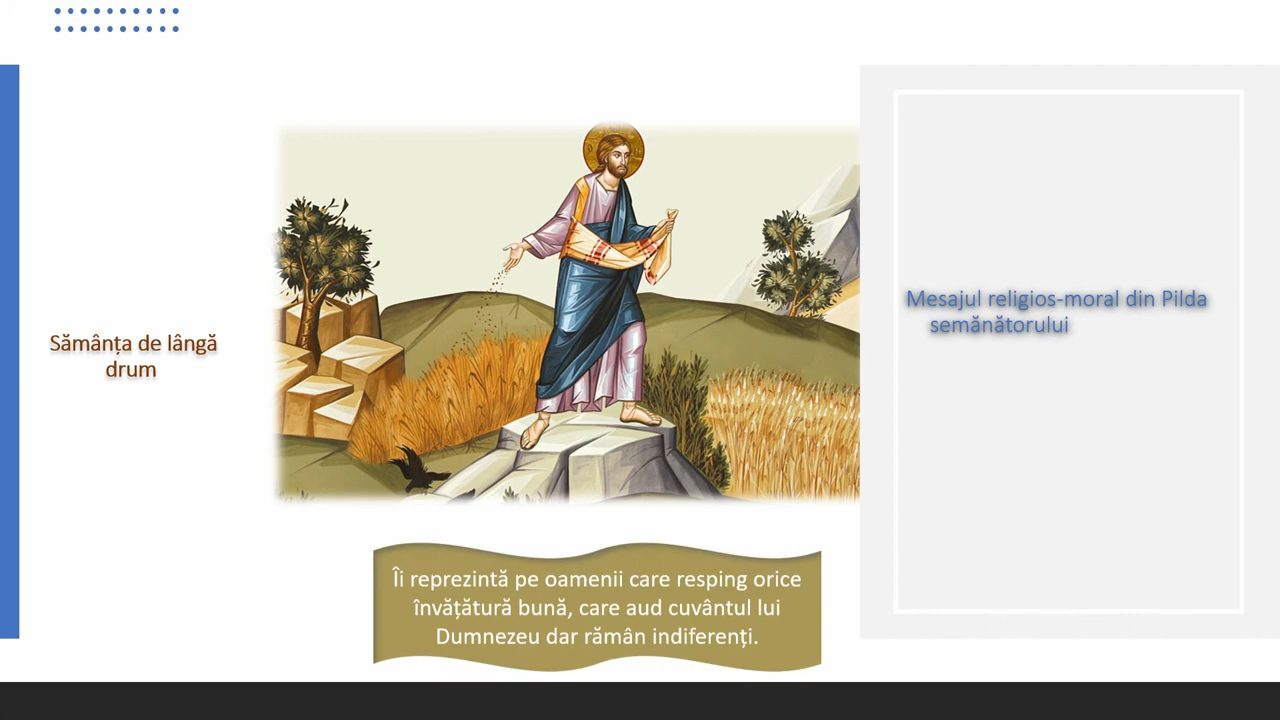 Sămânța de lângă
drum
Mesajul religios-moral din Pilda
semănătorului
Îi reprezintă pe oamenii care resping orice
învățătură bună, care aud cuvântul lui
Dumnezeu dar rămân indiferenți.